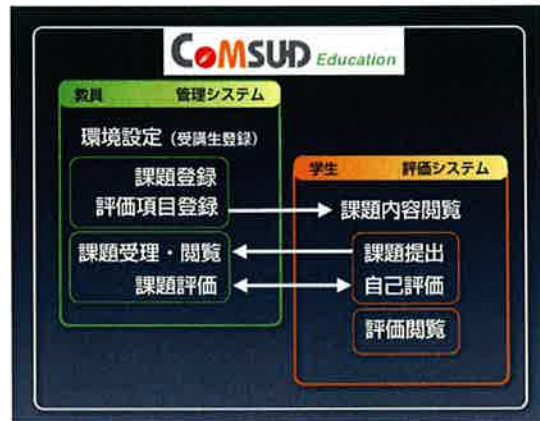 COMSUD Education
教員 管理システム
環境設定(受講生登録)
課題登録
評価項目登録
課題受理・閲覧
課題評価
学生 評価システム
課題内容閲覧
課題提出
自己評価
評価閲覧